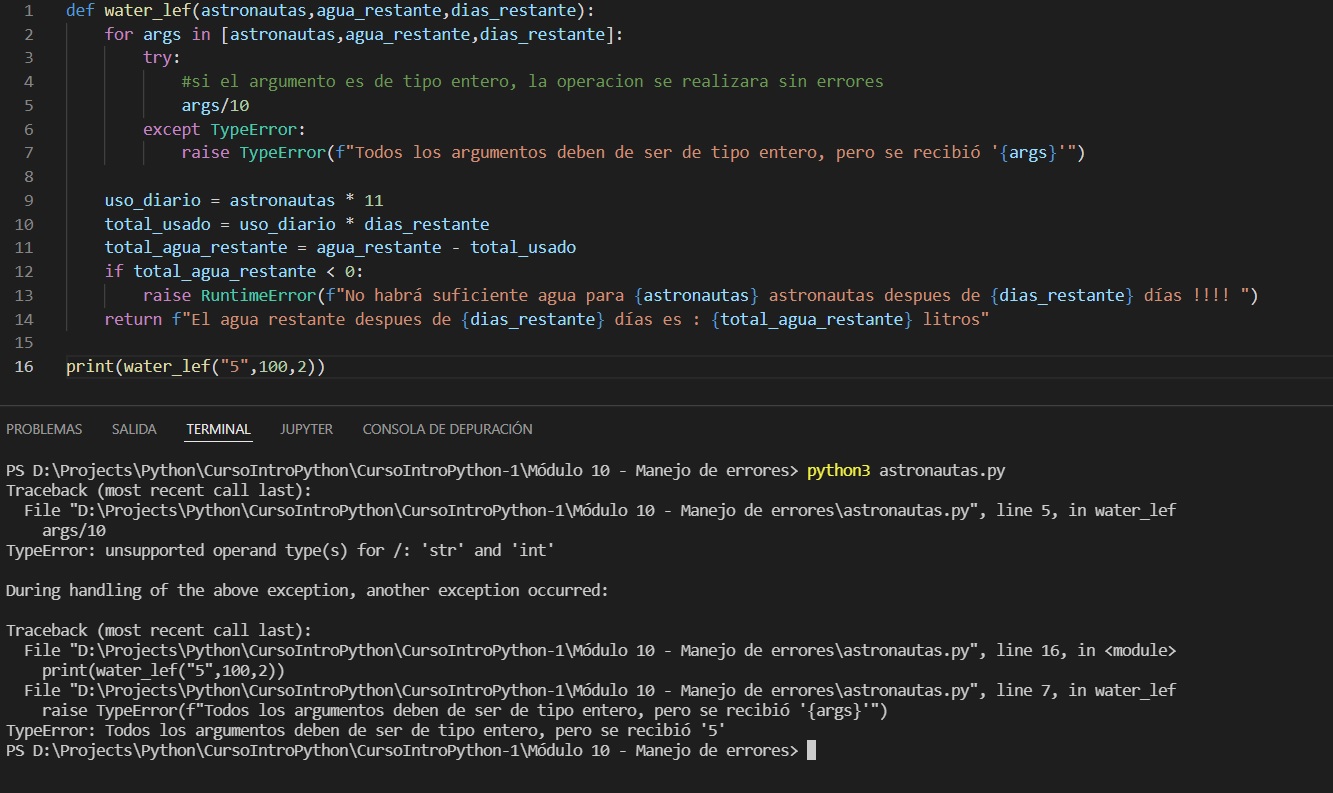 1 def water_lef(astronautas,agua_restante,dias_restante):
2     for args in [astronautas,agua_restante,dias_restante]:
3         try:
4             #si el argumento es de tipo entero, la operacion se realizara sin errores
5             args/10
6         except TypeError:
7             raise TypeError(f"Todos los argumentos deben de ser de tipo entero, pero se recibió '{args}'")
8
9     uso_diario = astronautas * 11
10     total_usado = uso_diario * dias_restante
11     total_agua_restante = agua_restante - total_usado
12     if total_agua_restante < 0:
13         raise RuntimeError(f"No habrá suficiente agua para {astronautas} astronautas despues de {dias_restante} días !!!! ")
14     return f"El agua restante despues de {dias_restante} días es : {total_agua_restante} litros"
15
16 print(water_lef("5",100,2))
PROBLEMAS SALIDA TERMINAL JUPYTER CONSOLA DE DEPURACIÓN
PS D:\Projects\Python\CursoIntroPython\CursoIntroPython-1\Módulo 10 - Manejo de errores> python3 astronautas.py
Traceback (most recent call last):
  File "D:\Projects\Python\CursoIntroPython\CursoIntroPython-1\Módulo 10 - Manejo de errores\astronautas.py", line 5, in water_lef
    args/10
TypeError: unsupported operand type(s) for /: 'str' and 'int'

During handling of the above exception, another exception occurred:

Traceback (most recent call last):
  File "D:\Projects\Python\CursoIntroPython\CursoIntroPython-1\Módulo 10 - Manejo de errores\astronautas.py", line 16, in <module>
    print(water_lef("5",100,2))
  File "D:\Projects\Python\CursoIntroPython\CursoIntroPython-1\Módulo 10 - Manejo de errores\astronautas.py", line 7, in water_lef
    raise TypeError(f"Todos los argumentos deben de ser de tipo entero, pero se recibió '{args}'")
TypeError: Todos los argumentos deben de ser de tipo entero, pero se recibió '5'
PS D:\Projects\Python\CursoIntroPython\CursoIntroPython-1\Módulo 10 - Manejo de errores>